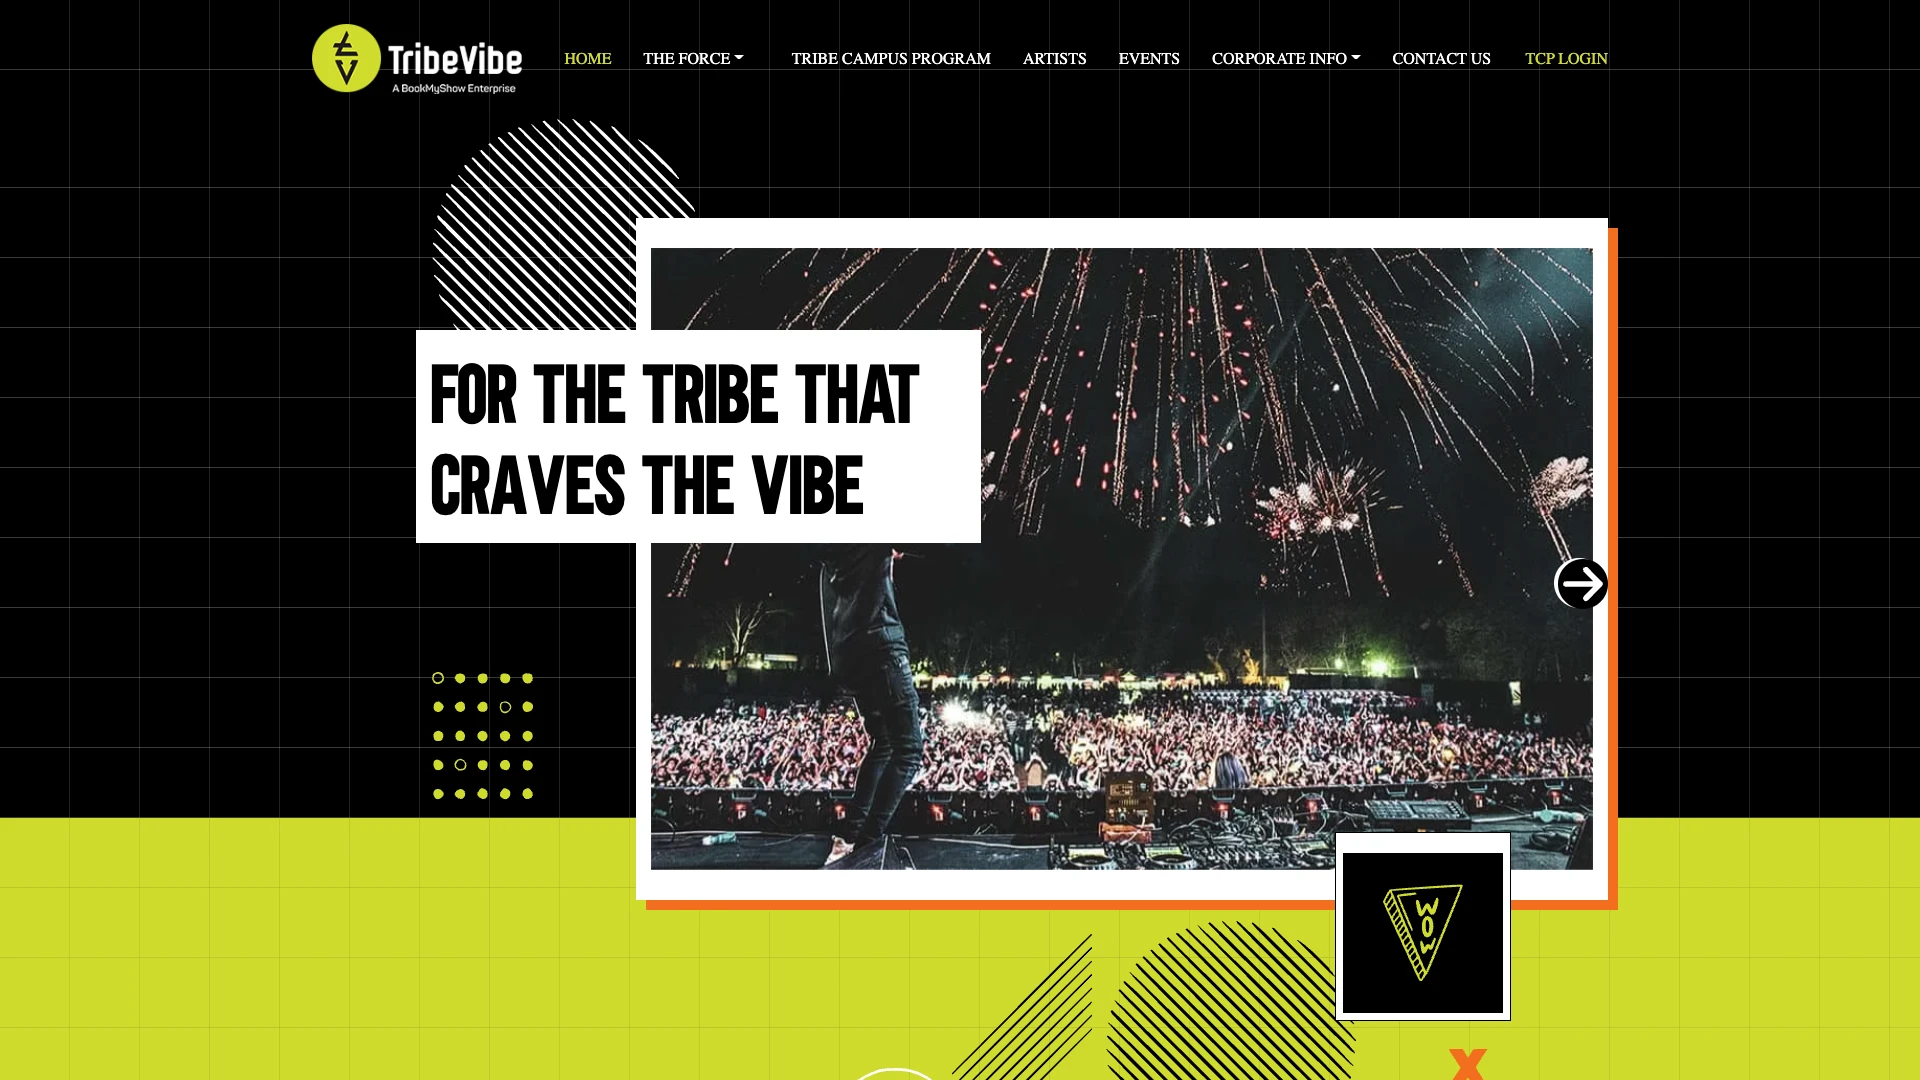 TribeVibe
A BookMyShow Enterprise
HOME
THE FORCE
TRIBE CAMPUS PROGRAM
ARTISTS
EVENTS
CORPORATE INFO
CONTACT US
TCP LOGIN
FOR THE TRIBE THAT
CRAVES THE VIBE
WOW
X